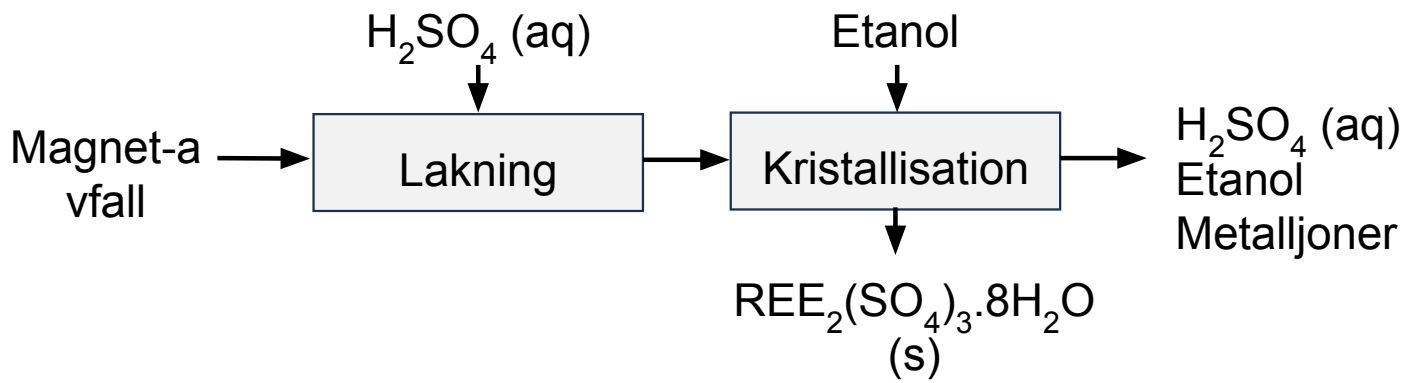 H₂SO₄ (aq)
Etanol
Magnet-a
vfall
Lakning
Kristallisation
H₂SO₄ (aq)
Etanol
Metalljoner
REE₂(SO₄)₃.8H₂O
(s)